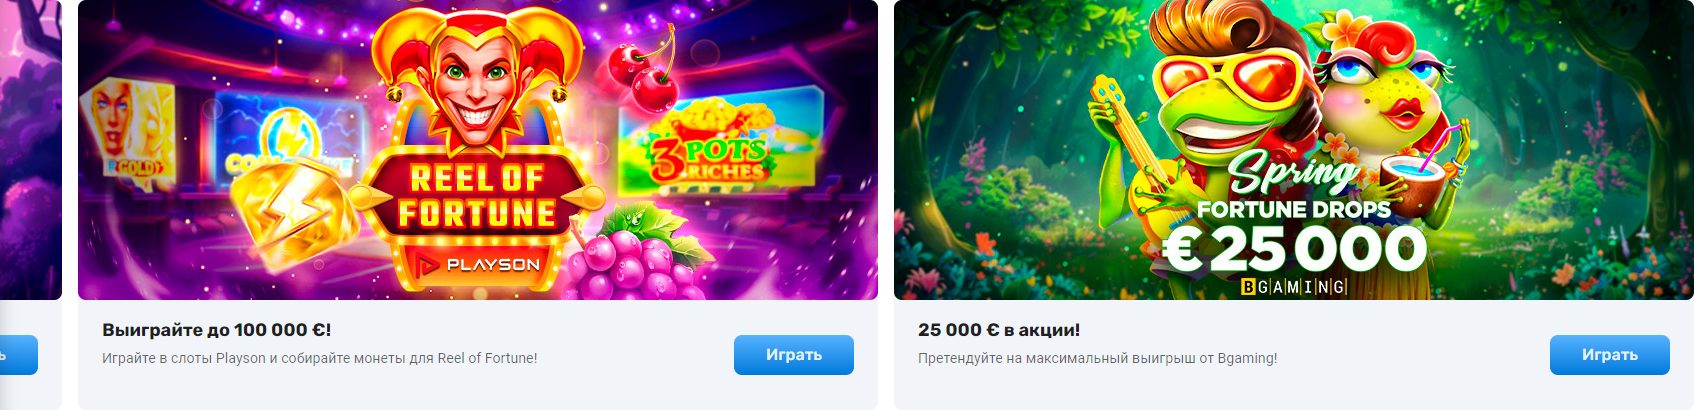 GOLD
3 POTS
RICHES
REEL OF
FORTUNE
PLAYSON
Spring
FORTUNE DROPS
€25 000
BGAMING
Выиграйте до 100 000 €!
Играйте в слоты Playson и собирайте монеты для Reel of Fortune!
Играть
25 000 € в акции!
Претендуйте на максимальный выигрыш от Bgaming!
Играть